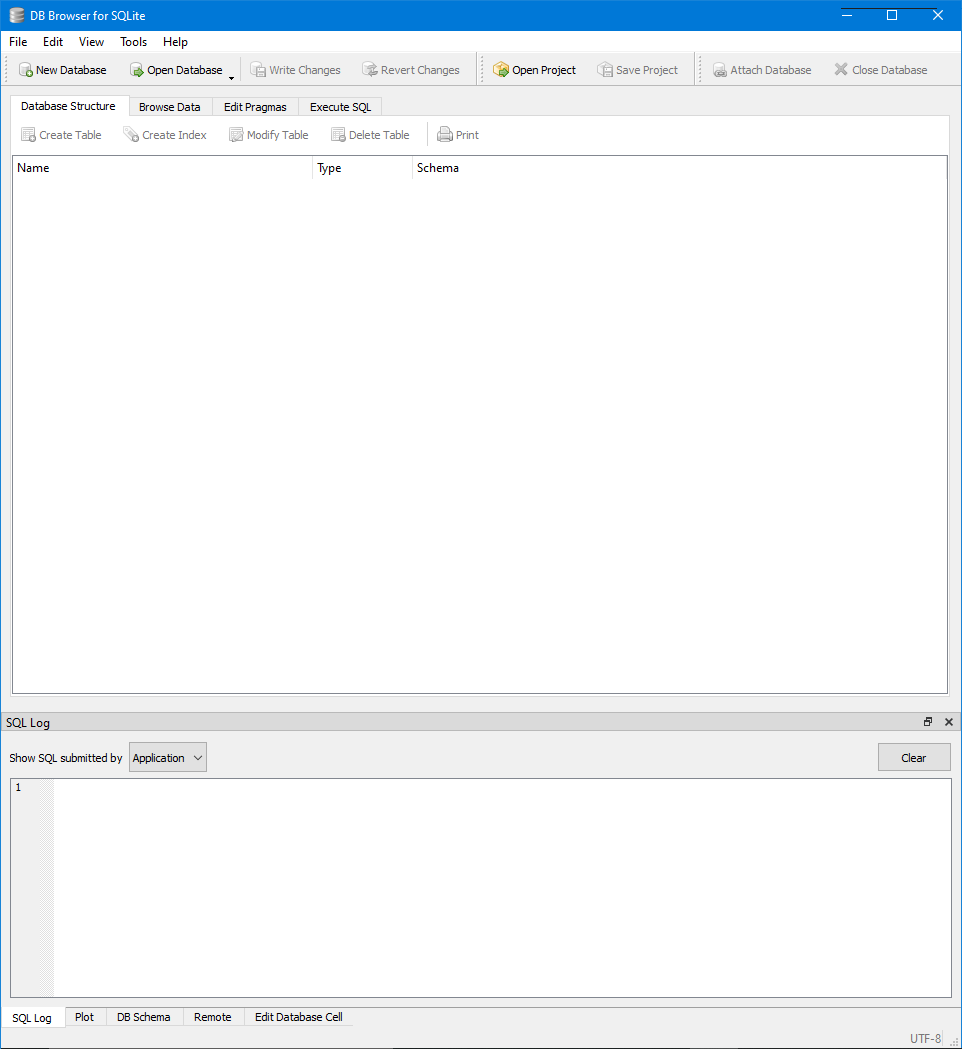 DB Browser for SQLite
File Edit View Tools Help
New Database Open Database Write Changes Revert Changes Open Project Save Project Attach Database Close Database
Database Structure Browse Data Edit Pragmas Execute SQL
Create Table Create Index Modify Table Delete Table Print
Name Type Schema
SQL Log
Show SQL submitted by Application Clear
1
SQL Log Plot DB Schema Remote Edit Database Cell
UTF-8